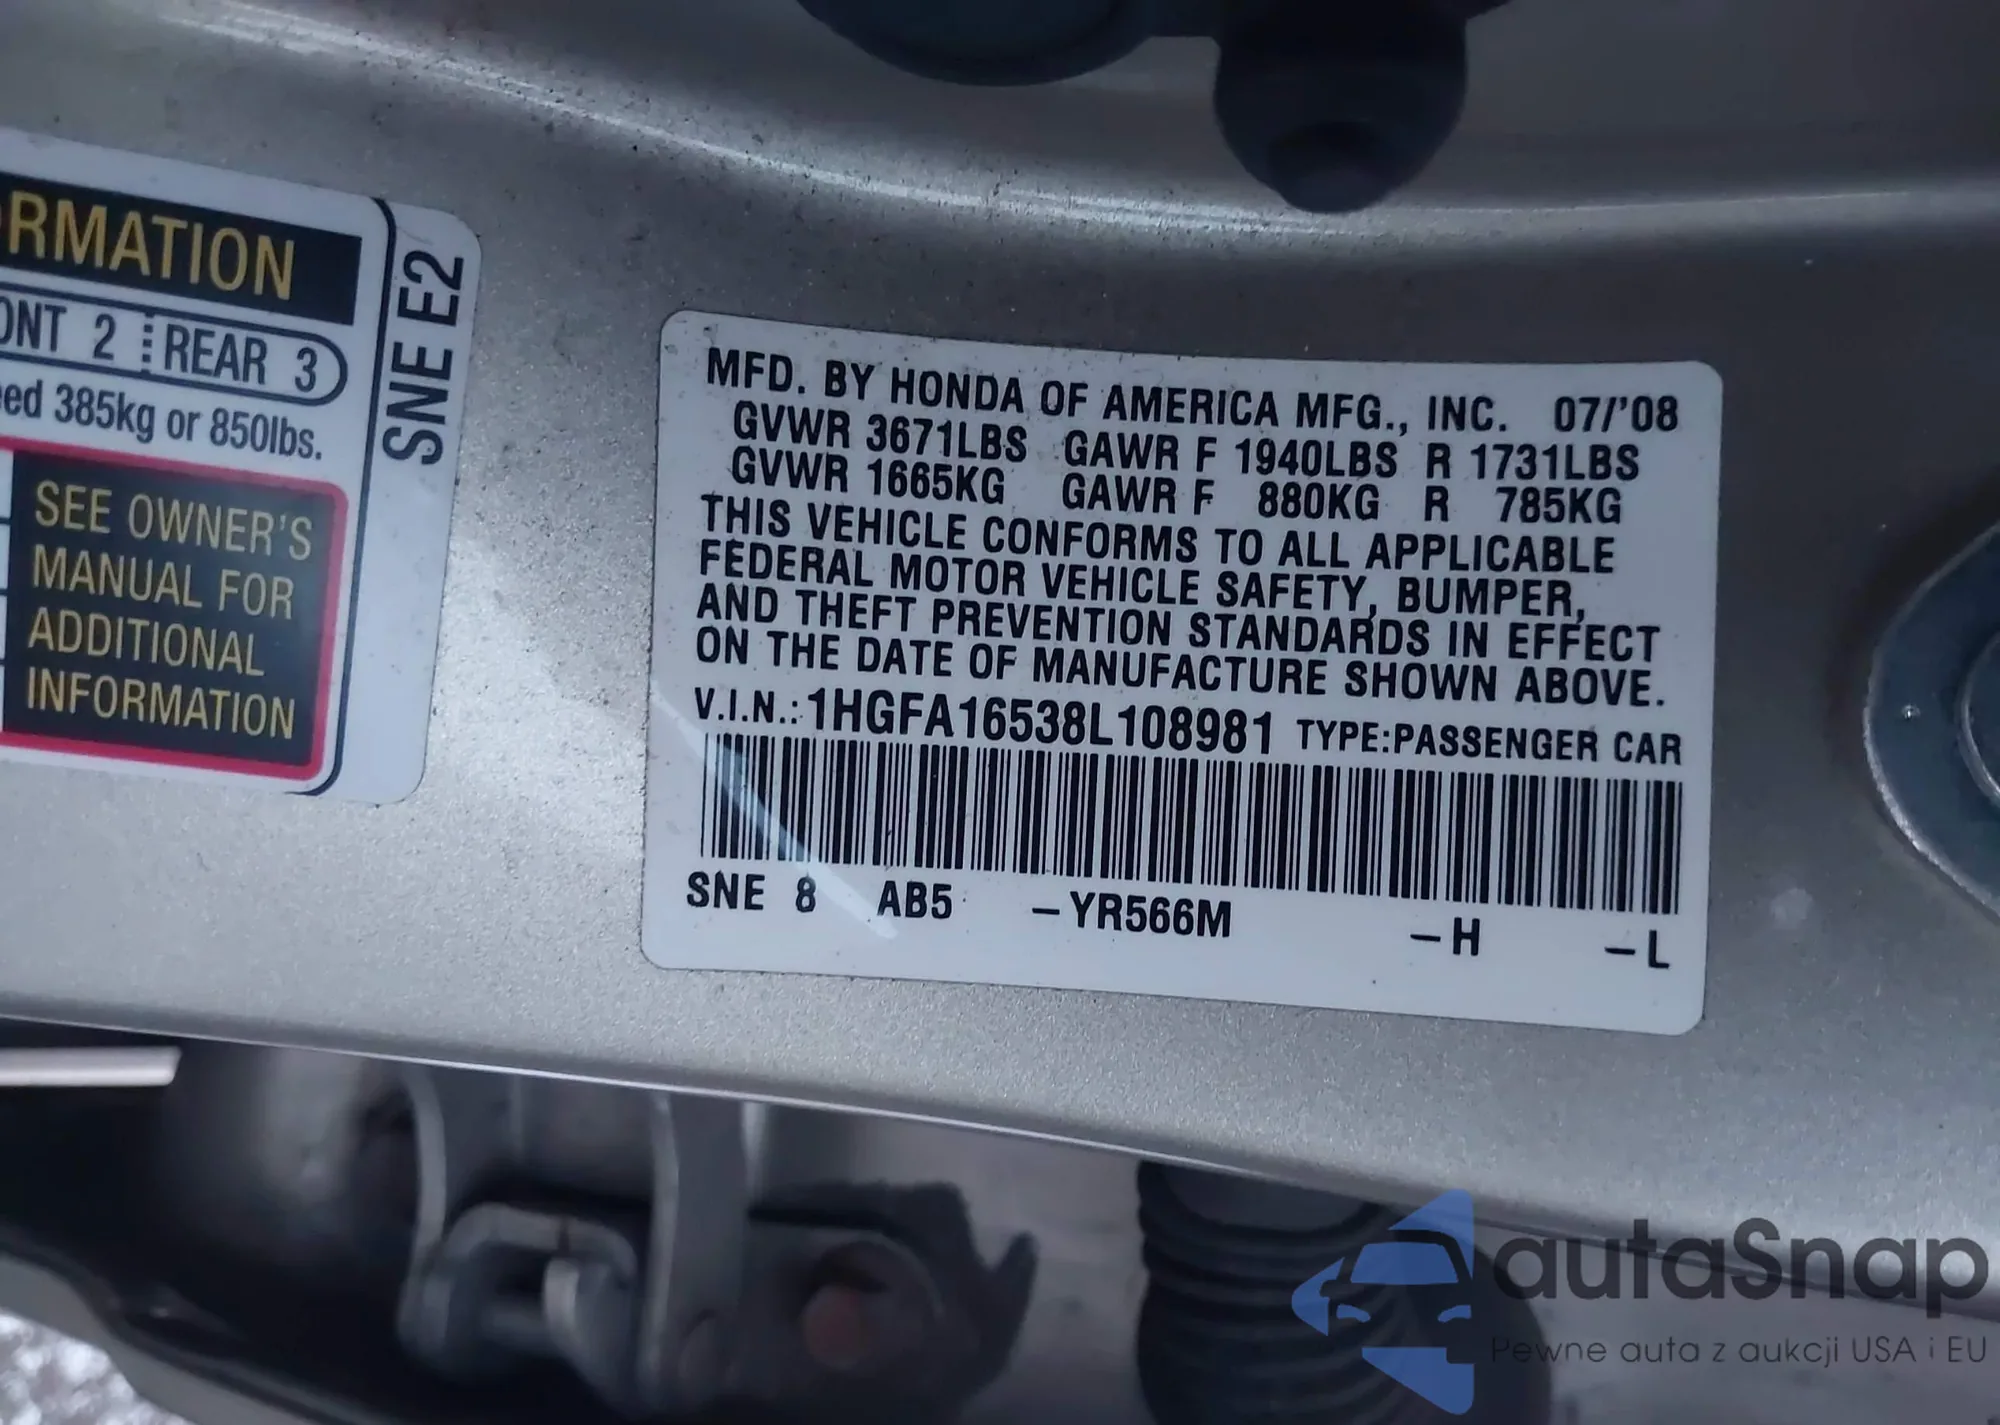 RMATION
ONT 2 REAR 3
ed 385kg or 850lbs.
SEE OWNER'S
MANUAL FOR
ADDITIONAL
INFORMATION
SNE E2
MFD. BY HONDA OF AMERICA MFG., INC. 07/'08
GVWR 3671LBS GAWR F 1940LBS R 1731LBS
GVWR 1665KG GAWR F 880KG R 785KG
THIS VEHICLE CONFORMS TO ALL APPLICABLE
FEDERAL MOTOR VEHICLE SAFETY, BUMPER,
AND THEFT PREVENTION STANDARDS IN EFFECT
ON THE DATE OF MANUFACTURE SHOWN ABOVE.
V.I.N.: 1HGFA16538L108981 TYPE:PASSENGER CAR
SNE 8 AB5 -YR566M -H -L
autaSnap
Pewne auta z aukcji USA i EU